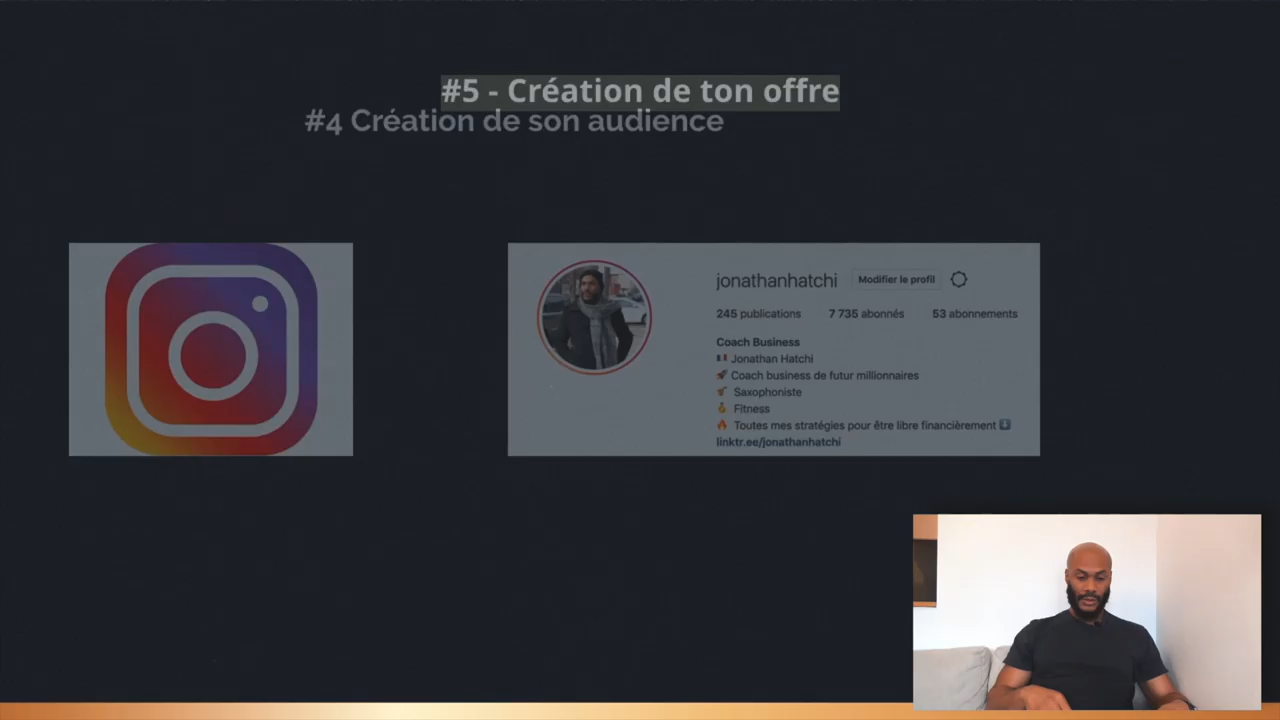 #5 - Création de ton offre
#4 Création de son audience
jonathanhatchi Modifier le profil
245 publications 7 735 abonnés 53 abonnements
Coach Business
Jonathan Hatchi
Coach business de futur millionnaires
Saxophoniste
Fitness
Toutes mes stratégies pour être libre financièrement
linktr.ee/jonathanhatchi